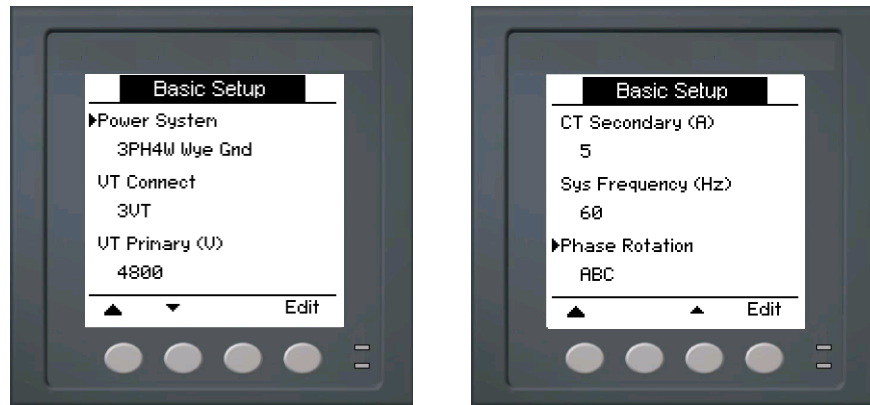 Basic Setup
Power System
3PH4W Wye Gnd
VT Connect
3VT
VT Primary (V)
4800
Edit
Basic Setup
CT Secondary (A)
5
Sys Frequency (Hz)
60
Phase Rotation
ABC
Edit